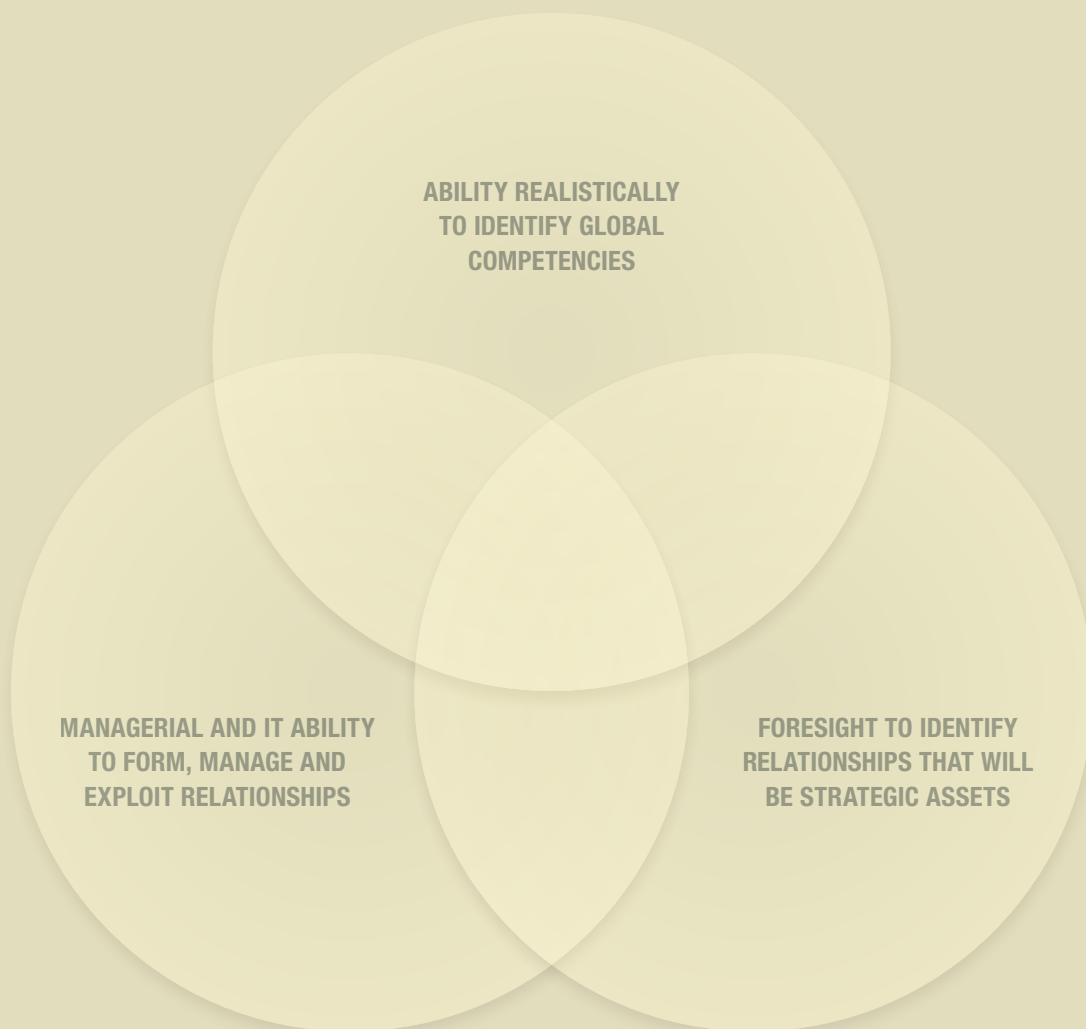 ABILITY REALISTICALLY
TO IDENTIFY GLOBAL
COMPETENCIES
MANAGERIAL AND IT ABILITY
TO FORM, MANAGE AND
EXPLOIT RELATIONSHIPS
FORESIGHT TO IDENTIFY
RELATIONSHIPS THAT WILL
BE STRATEGIC ASSETS